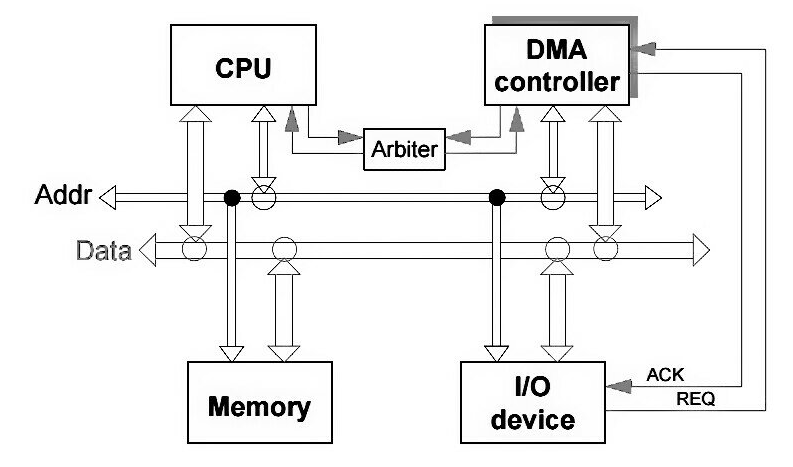 CPU
DMA
controller
Arbiter
Addr
Data
Memory
I/O
device
ACK
REQ